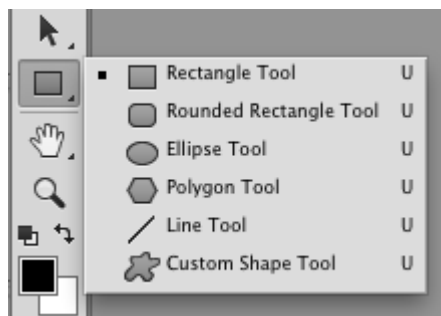 Rectangle Tool U
Rounded Rectangle Tool U
Ellipse Tool U
Polygon Tool U
Line Tool U
Custom Shape Tool U